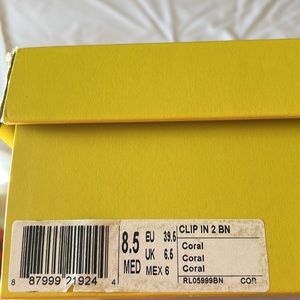 8.5 MED
EU 39.5
UK 6.5
MEX 6
CLIP IN 2 BN
Coral
Coral
Coral
RL05999BN COR
8 87999 21924 4